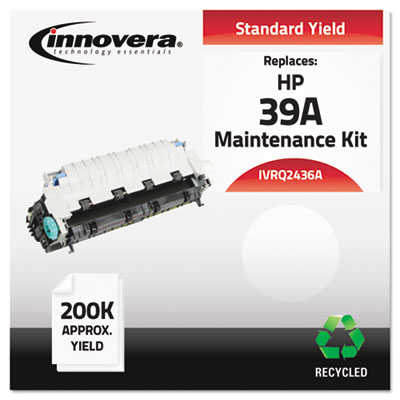 innovera
technology essentials
Standard Yield
Replaces:
HP
39A
Maintenance Kit
IVRQ2436A
200K
APPROX.
YIELD
RECYCLED